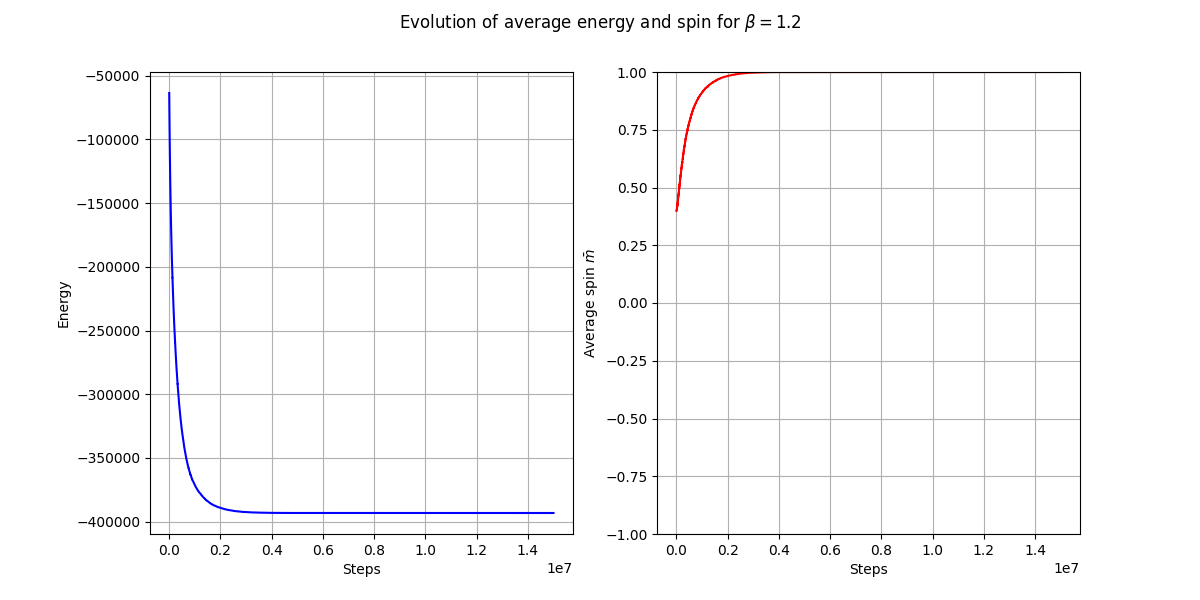 Evolution of average energy and spin for β = 1.2
Energy
−50000
−100000
−150000
−200000
−250000
−300000
−350000
−400000
0.0 0.2 0.4 0.6 0.8 1.0 1.2 1.4
1e7
Steps
Average spin m̄
1.00
0.75
0.50
0.25
0.00
−0.25
−0.50
−0.75
−1.00
0.0 0.2 0.4 0.6 0.8 1.0 1.2 1.4
1e7
Steps